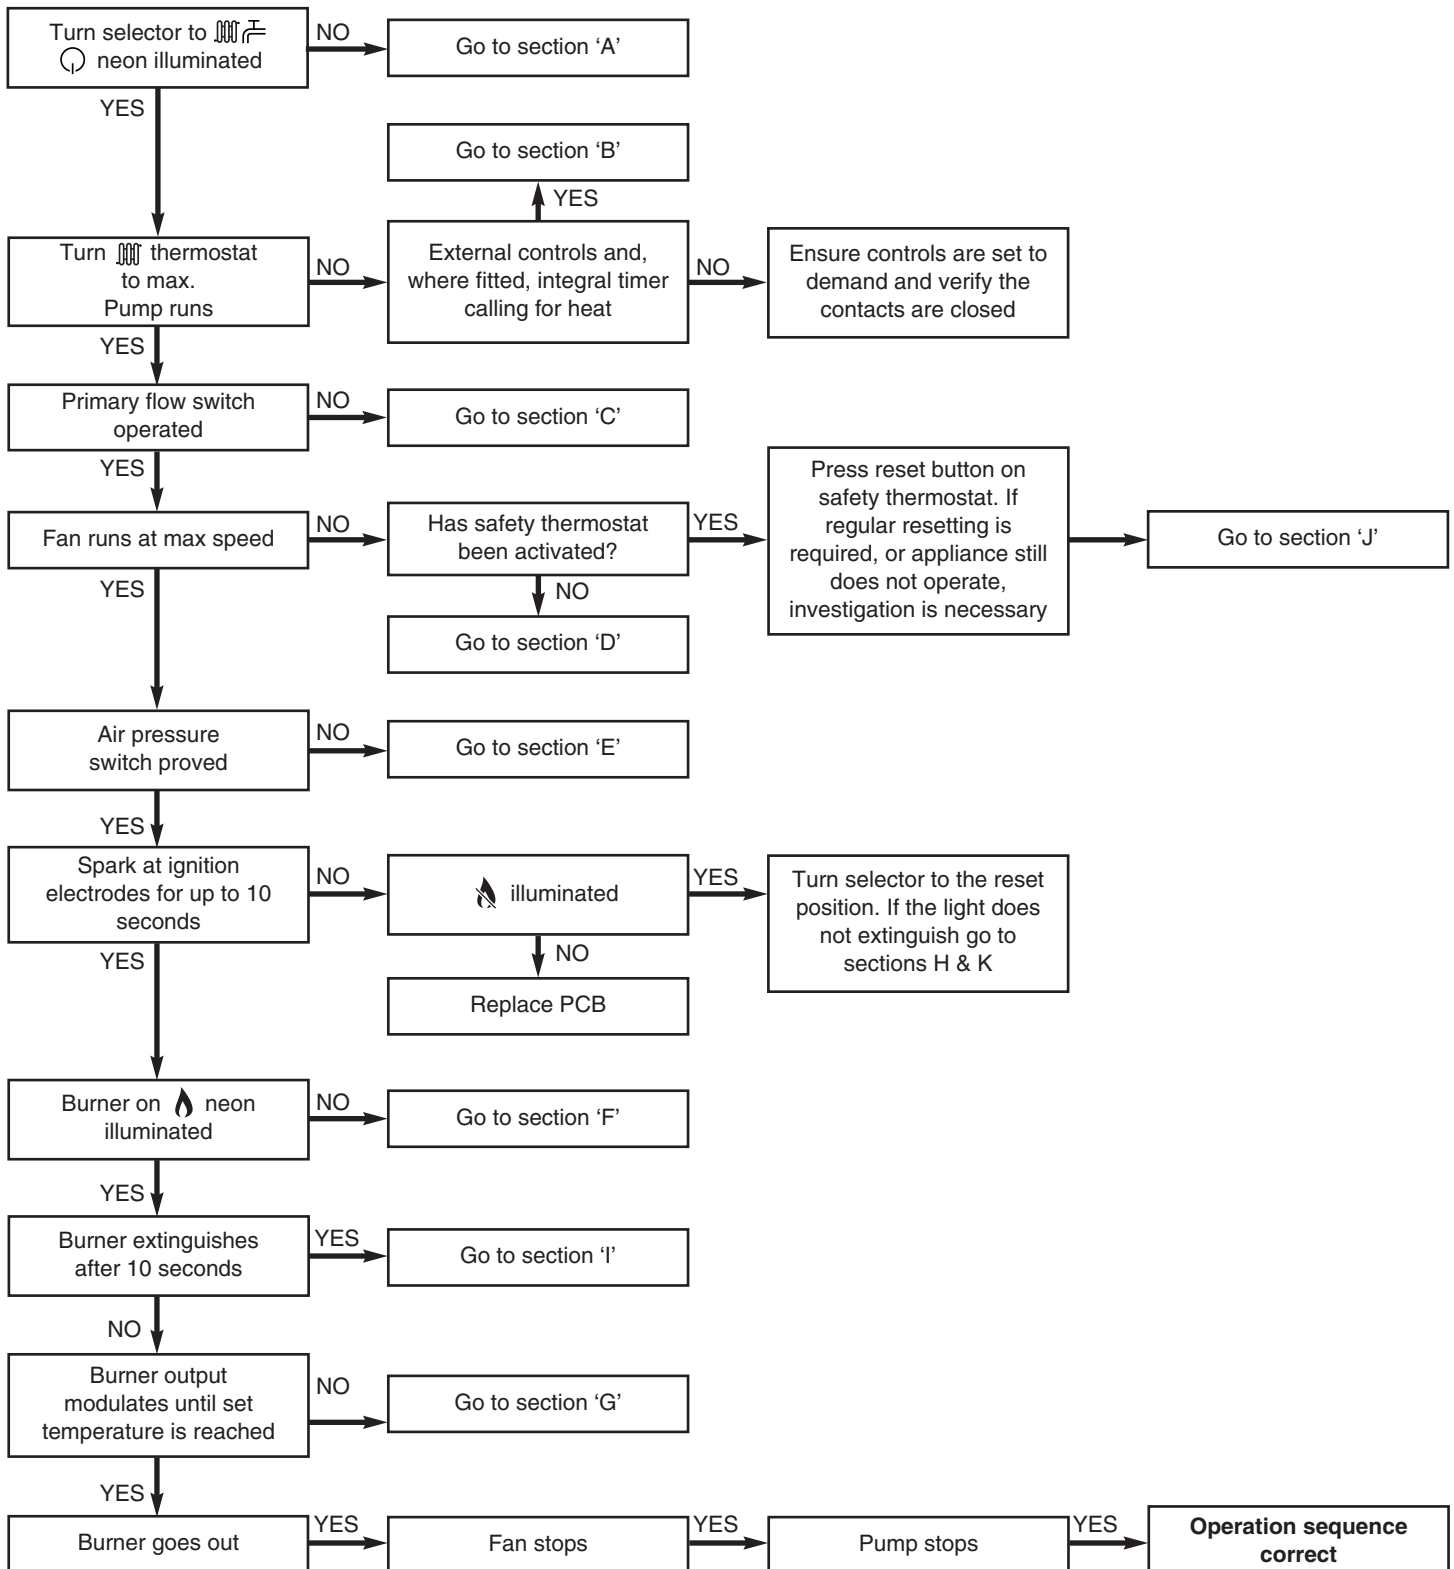 Turn selector to
neon illuminated
NO
Go to section ‘A’
YES
Go to section ‘B’
YES
Turn thermostat
to max.
Pump runs
NO
External controls and,
where fitted, integral timer
calling for heat
NO
Ensure controls are set to
demand and verify the
contacts are closed
YES
Primary flow switch
operated
NO
Go to section ‘C’
YES
Fan runs at max speed
NO
Has safety thermostat
been activated?
YES
Press reset button on
safety thermostat. If
regular resetting is
required, or appliance still
does not operate,
investigation is necessary
Go to section ‘J’
NO
Go to section ‘D’
YES
Air pressure
switch proved
NO
Go to section ‘E’
YES
Spark at ignition
electrodes for up to 10
seconds
NO
illuminated
YES
Turn selector to the reset
position. If the light does
not extinguish go to
sections H & K
NO
Replace PCB
YES
Burner on neon
illuminated
NO
Go to section ‘F’
YES
Burner extinguishes
after 10 seconds
YES
Go to section ‘I’
NO
Burner output
modulates until set
temperature is reached
NO
Go to section ‘G’
YES
Burner goes out
YES
Fan stops
YES
Pump stops
YES
Operation sequence
correct